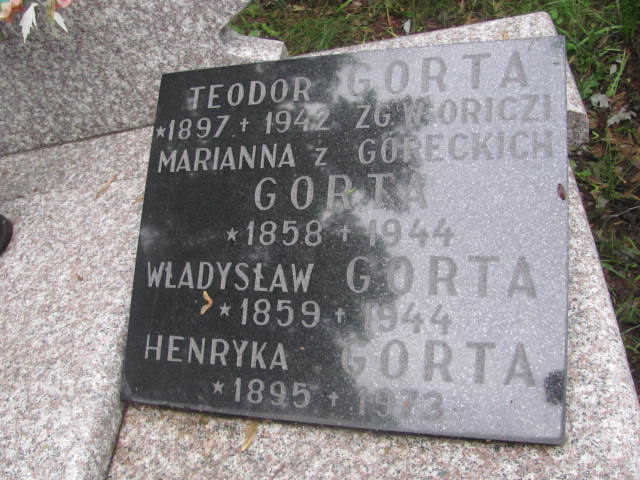 TEODOR GORTA
*1897 † 1942 ZG W ORICZI
MARIANNA Z GÓRECKICH
GORTA
*1858 † 1944
WŁADYSŁAW GORTA
*1859 † 1944
HENRYKA GORTA
*1895 † 1973